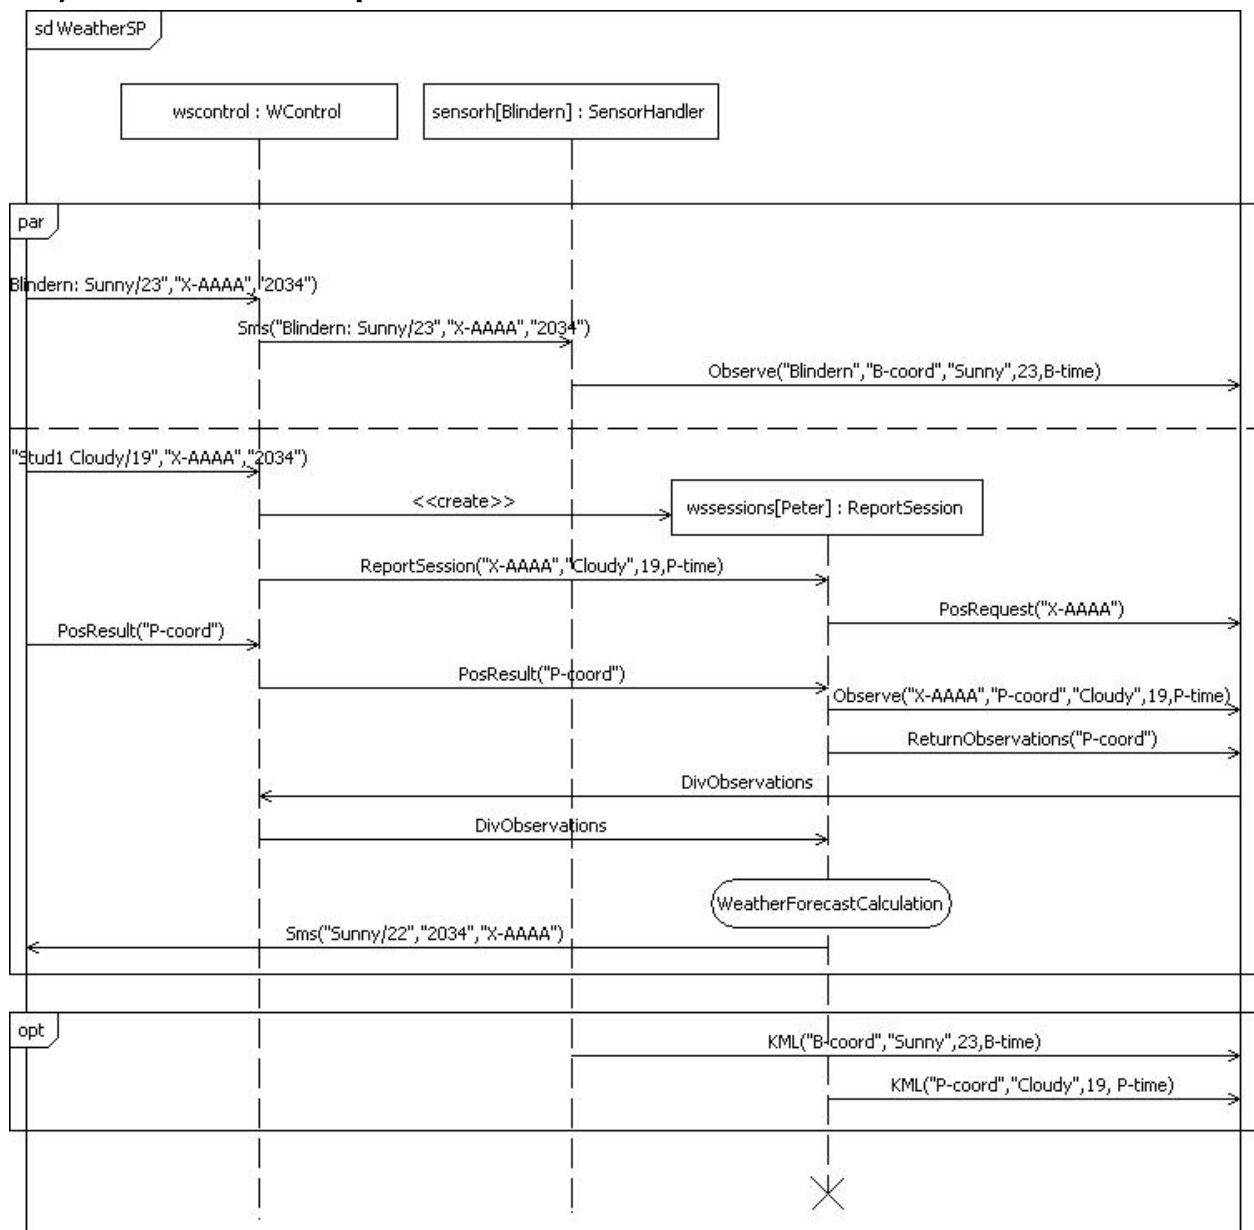 sd WeatherSP
wscontrol : WControl
sensorh[Blindern] : SensorHandler
par
Blindern: Sunny/23","X-AAAA","2034")
Sms("Blindern: Sunny/23","X-AAAA","2034")
Observe("Blindern","B-coord","Sunny",23,B-time)
"Stud1 Cloudy/19","X-AAAA","2034")
<<create>>
wssessions[Peter] : ReportSession
ReportSession("X-AAAA","Cloudy",19,P-time)
PosRequest("X-AAAA")
PosResult("P-coord")
PosResult("P-coord")
Observe("X-AAAA","P-coord","Cloudy",19,P-time)
ReturnObservations("P-coord")
DivObservations
DivObservations
WeatherForecastCalculation
Sms("Sunny/22","2034","X-AAAA")
opt
KML("B-coord","Sunny",23,B-time)
KML("P-coord","Cloudy",19, P-time)